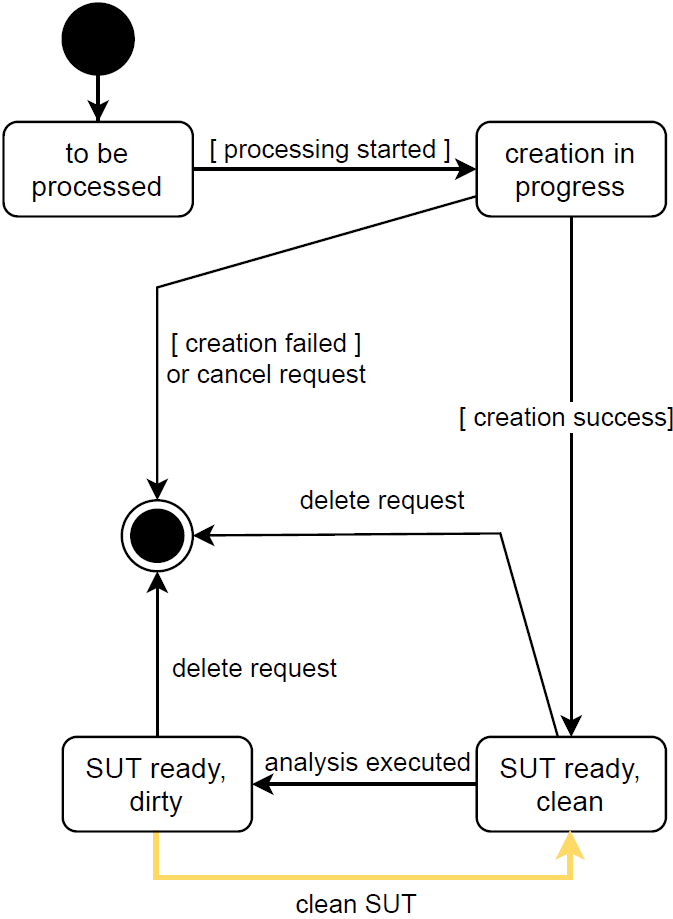 to be
processed
[ processing started ]
creation in
progress
[ creation failed ]
or cancel request
[ creation success]
delete request
delete request
SUT ready,
dirty
analysis executed
SUT ready,
clean
clean SUT